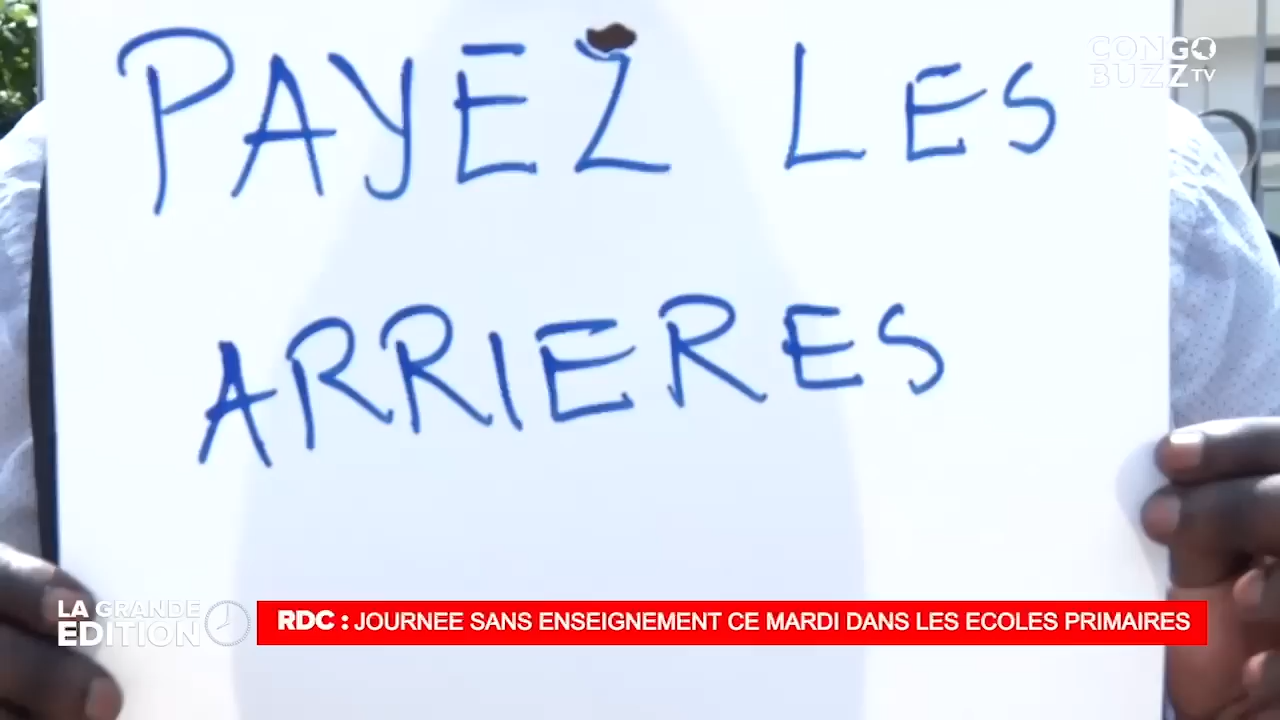 PAYEZ LES
ARRIERES
CONGO
BUZZ TV
LA GRANDE
EDITION
RDC : JOURNEE SANS ENSEIGNEMENT CE MARDI DANS LES ECOLES PRIMAIRES